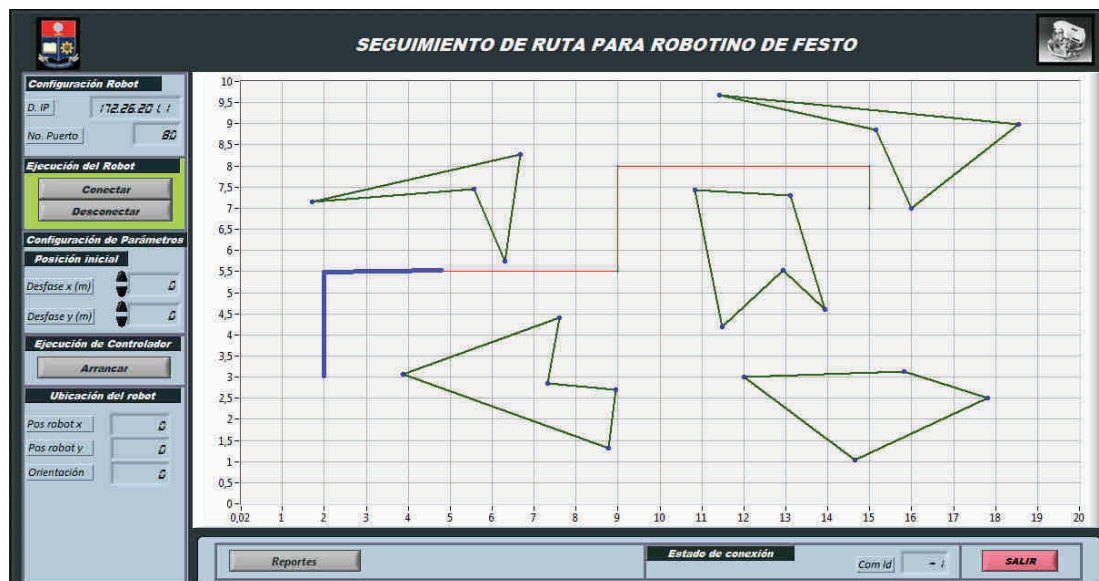 SEGUIMIENTO DE RUTA PARA ROBOTINO DE FESTO
Configuración Robot
D. IP 172.26.201.1
No. Puerto 80
Ejecución del Robot
Conectar
Desconectar
Configuración de Parámetros
Posición inicial
Desfase x (m) 0
Desfase y (m) 0
Ejecución de Controlador
Arrancar
Ubicación del robot
Pos robot x 0
Pos robot y 0
Orientación 0
10
9,5
9
8,5
8
7,5
7
6,5
6
5,5
5
4,5
4
3,5
3
2,5
2
1,5
1
0,5
0
0,02 1 2 3 4 5 6 7 8 9 10 11 12 13 14 15 16 17 18 19 20
Reportes
Estado de conexión
Com Id -1
SALIR